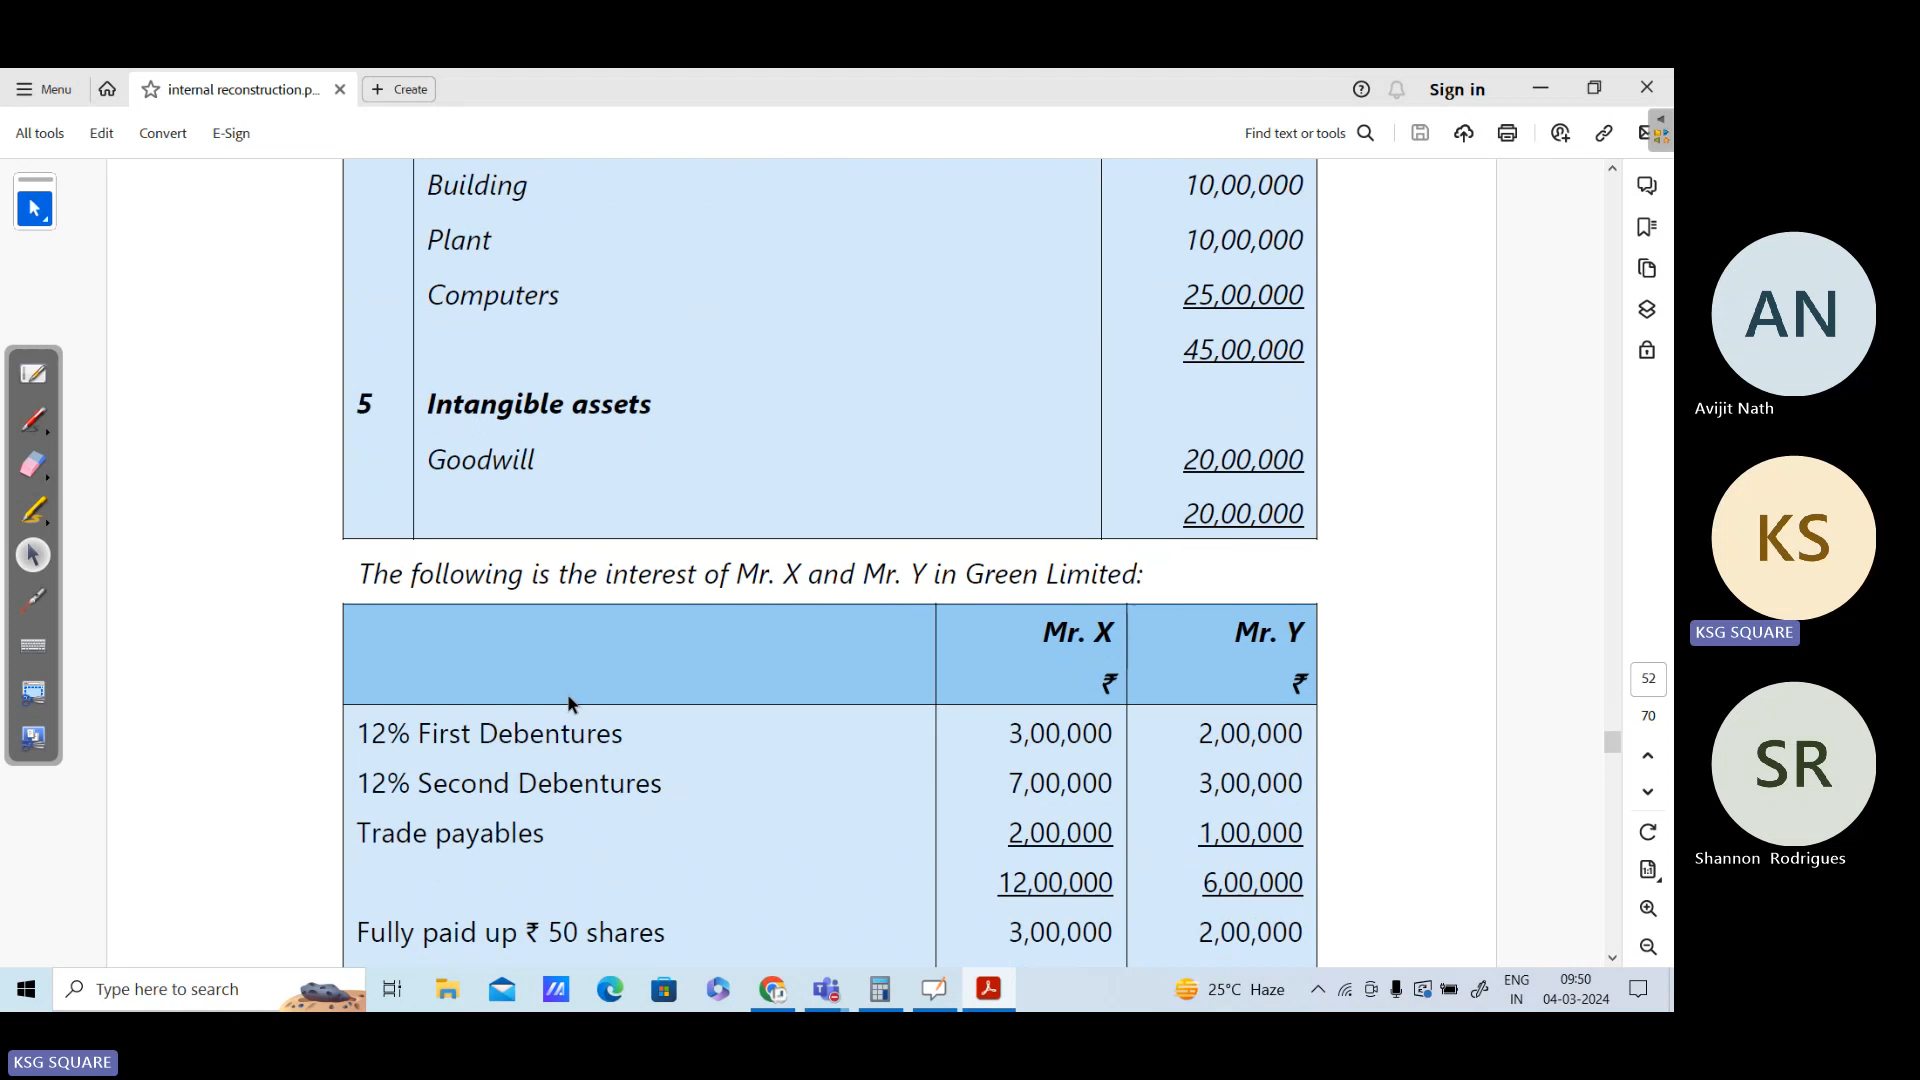 Menu
internal reconstruction.p...
Create
Sign in
All tools
Edit
Convert
E-Sign
Find text or tools
Building 10,00,000
Plant 10,00,000
Computers 25,00,000
45,00,000
5 Intangible assets
Goodwill 20,00,000
20,00,000
The following is the interest of Mr. X and Mr. Y in Green Limited:
Mr. X Mr. Y
₹ ₹
12% First Debentures 3,00,000 2,00,000
12% Second Debentures 7,00,000 3,00,000
Trade payables 2,00,000 1,00,000
12,00,000 6,00,000
Fully paid up ₹ 50 shares 3,00,000 2,00,000
52
70
1:1
Type here to search
25°C Haze
ENG
IN
09:50
04-03-2024
AN
Avijit Nath
KS
KSG SQUARE
SR
Shannon Rodrigues
KSG SQUARE